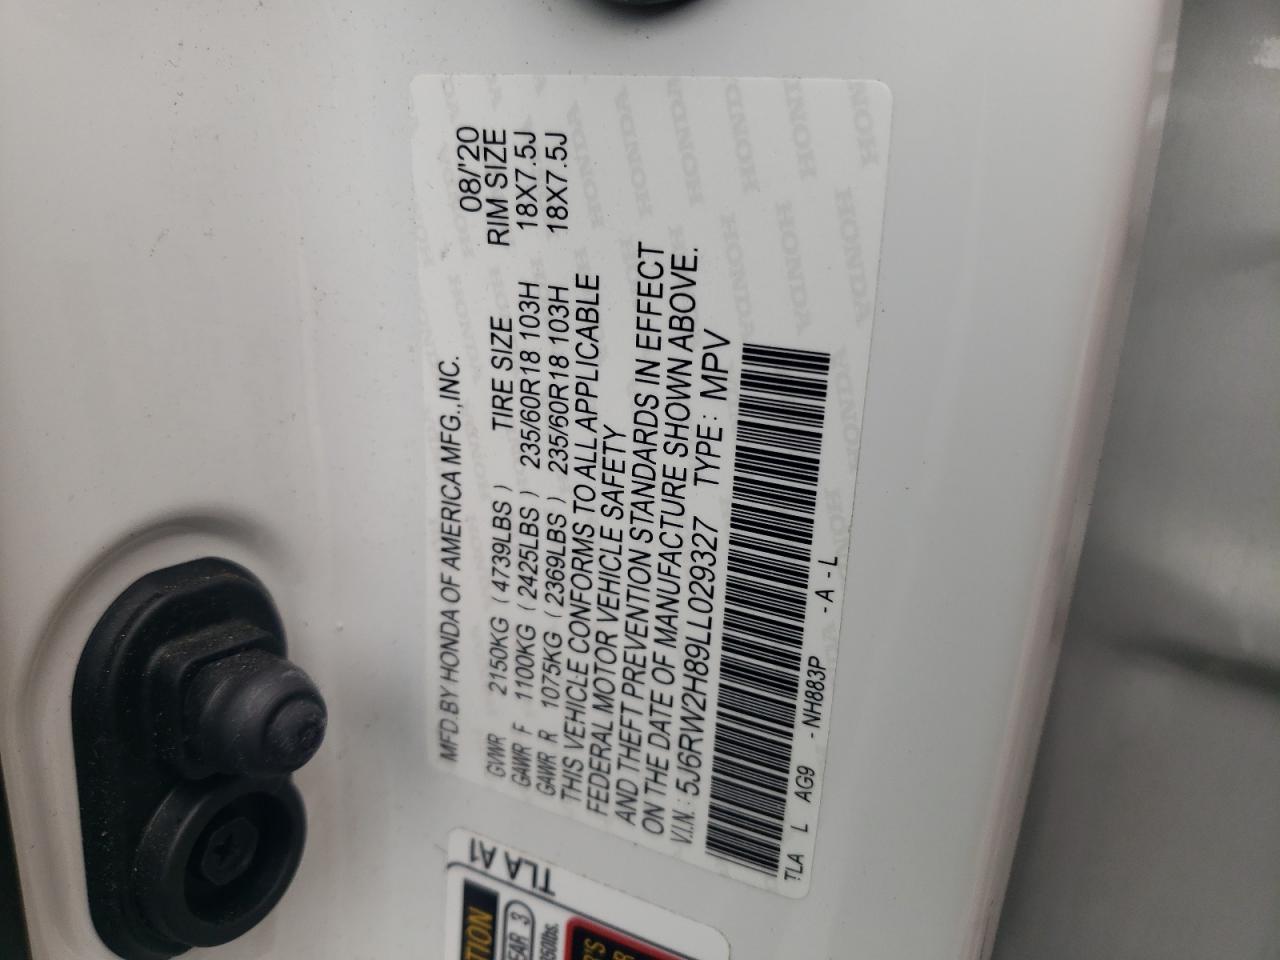 MFD.BY HONDA OF AMERICA MFG.,INC. 08/'20
GVWR 2150KG (4739LBS) TIRE SIZE RIM SIZE
GAWR F 1100KG (2425LBS) 235/60R18 103H 18X7.5J
GAWR R 1075KG (2369LBS) 235/60R18 103H 18X7.5J
THIS VEHICLE CONFORMS TO ALL APPLICABLE
FEDERAL MOTOR VEHICLE SAFETY
AND THEFT PREVENTION STANDARDS IN EFFECT
ON THE DATE OF MANUFACTURE SHOWN ABOVE.
V.I.N.: 5J6RW2H89LL029327 TYPE: MPV
TLA L AG9 -NH883P -A-L
HONDA
TLA A1